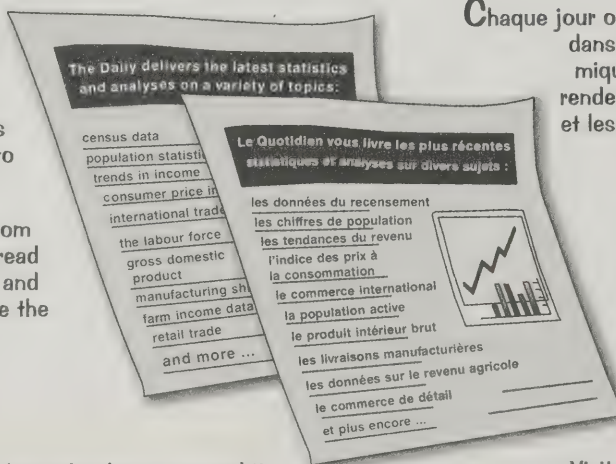 s
ro
om
read
and
e the
The Daily delivers the latest statistics
and analyses on a variety of topics:
census data
population statisti
trends in income
consumer price in
international trade
the labour force
gross domestic
product
manufacturing sh
farm income data
retail trade
and more ...
Le Quotidien vous livre les plus récentes
statistiques et analyses sur divers sujets :
les données du recensement
les chiffres de population
les tendances du revenu
l'indice des prix à
la consommation
le commerce international
la population active
le produit intérieur brut
les livraisons manufacturières
les données sur le revenu agricole
le commerce de détail
et plus encore ...
Chaque jour o
dans
miqu
rende
et les